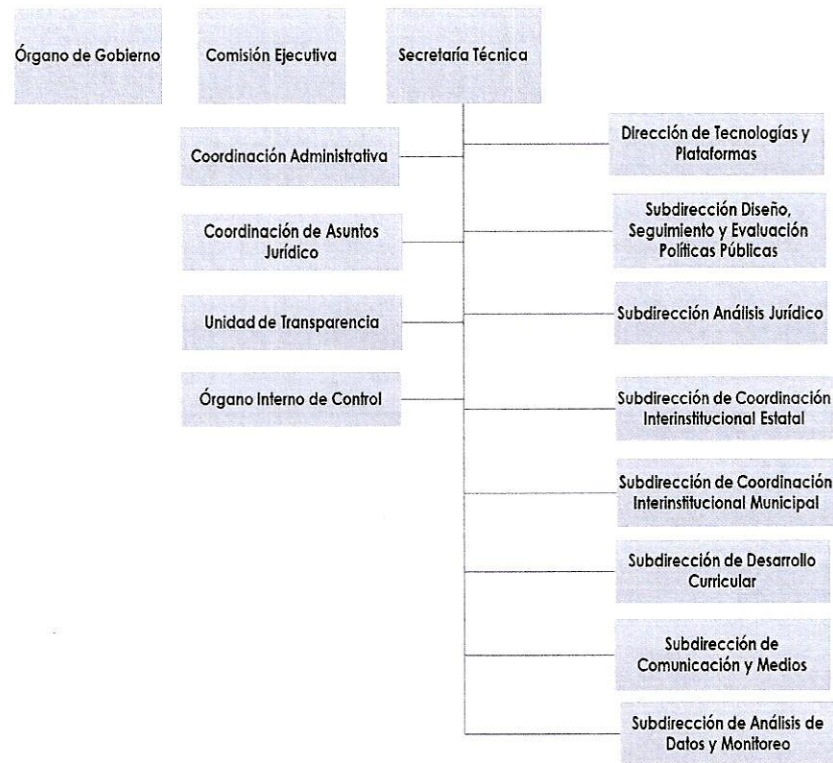 Órgano de Gobierno
Comisión Ejecutiva
Secretaría Técnica
Coordinación Administrativa
Coordinación de Asuntos
Jurídico
Unidad de Transparencia
Órgano Interno de Control
Dirección de Tecnologías y
Plataformas
Subdirección Diseño,
Seguimiento y Evaluación
Políticas Públicas
Subdirección Análisis Jurídico
Subdirección de Coordinación
Interinstitucional Estatal
Subdirección de Coordinación
Interinstitucional Municipal
Subdirección de Desarrollo
Curricular
Subdirección de
Comunicación y Medios
Subdirección de Análisis de
Datos y Monitoreo